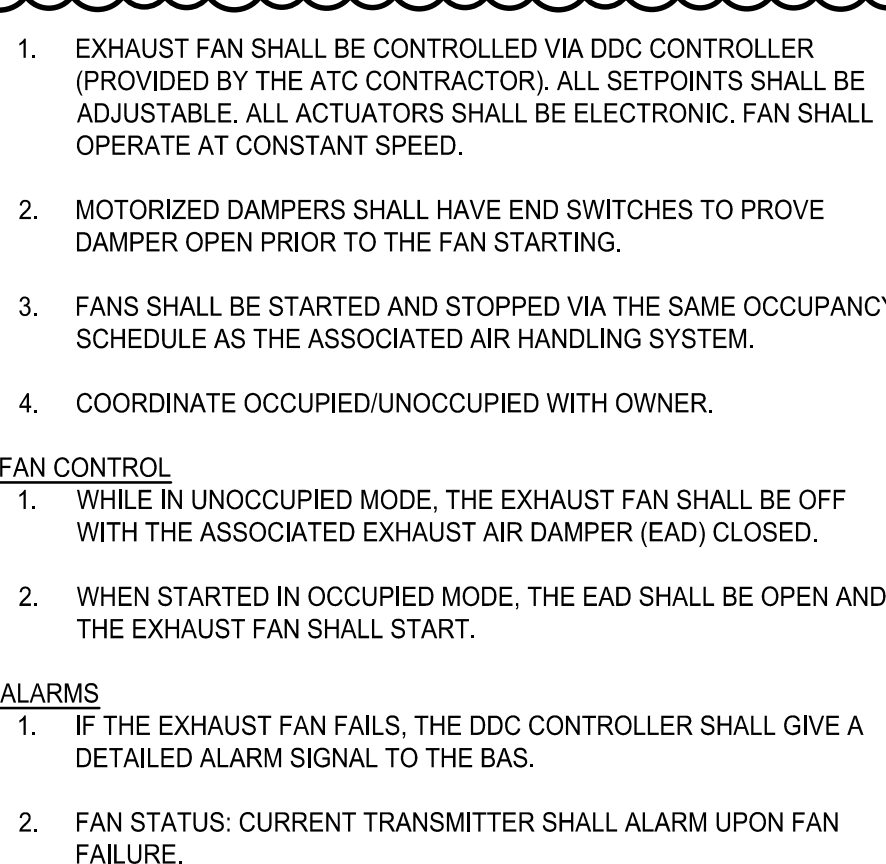 1. EXHAUST FAN SHALL BE CONTROLLED VIA DDC CONTROLLER
(PROVIDED BY THE ATC CONTRACTOR). ALL SETPOINTS SHALL BE
ADJUSTABLE. ALL ACTUATORS SHALL BE ELECTRONIC. FAN SHALL
OPERATE AT CONSTANT SPEED.
2. MOTORIZED DAMPERS SHALL HAVE END SWITCHES TO PROVE
DAMPER OPEN PRIOR TO THE FAN STARTING.
3. FANS SHALL BE STARTED AND STOPPED VIA THE SAME OCCUPANCY
SCHEDULE AS THE ASSOCIATED AIR HANDLING SYSTEM.
4. COORDINATE OCCUPIED/UNOCCUPIED WITH OWNER.
FAN CONTROL
1. WHILE IN UNOCCUPIED MODE, THE EXHAUST FAN SHALL BE OFF
WITH THE ASSOCIATED EXHAUST AIR DAMPER (EAD) CLOSED.
2. WHEN STARTED IN OCCUPIED MODE, THE EAD SHALL BE OPEN AND
THE EXHAUST FAN SHALL START.
ALARMS
1. IF THE EXHAUST FAN FAILS, THE DDC CONTROLLER SHALL GIVE A
DETAILED ALARM SIGNAL TO THE BAS.
2. FAN STATUS: CURRENT TRANSMITTER SHALL ALARM UPON FAN
FAILURE.